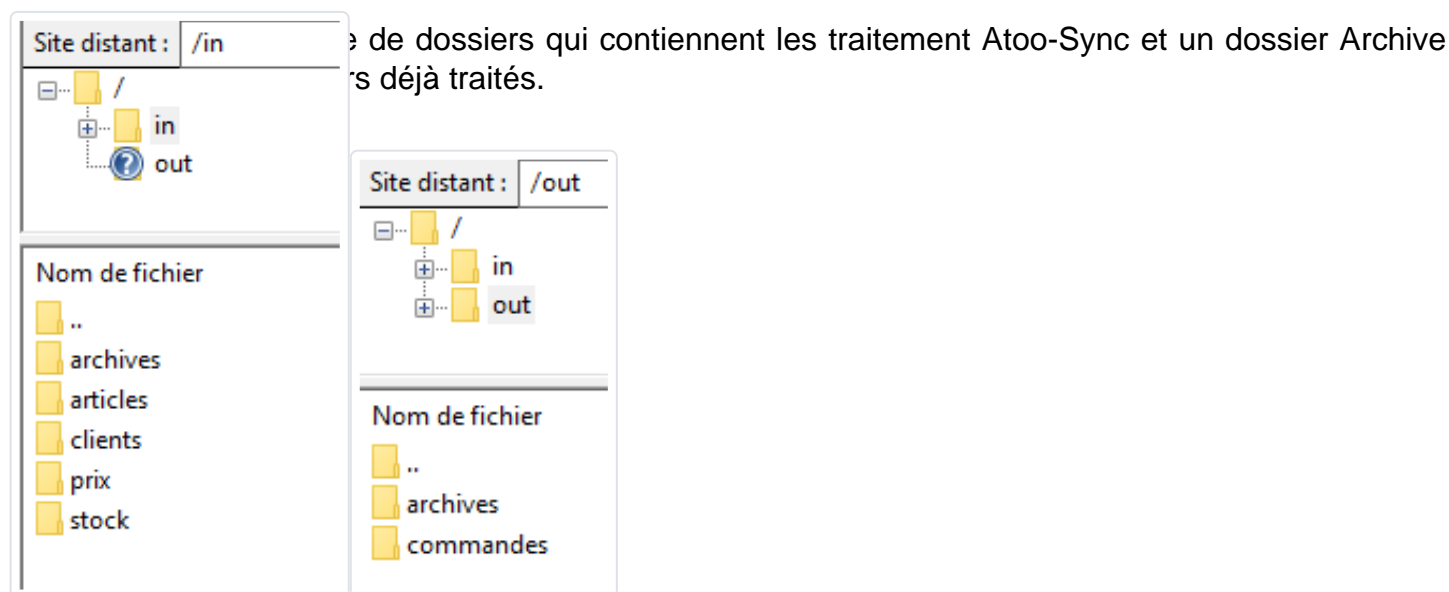 de dossiers qui contiennent les traitement Atoo-Sync et un dossier Archive
déjà traités.
Site distant : /in
/
in
out
Nom de fichier
..
archives
articles
clients
prix
stock
Site distant : /out
/
in
out
Nom de fichier
..
archives
commandes